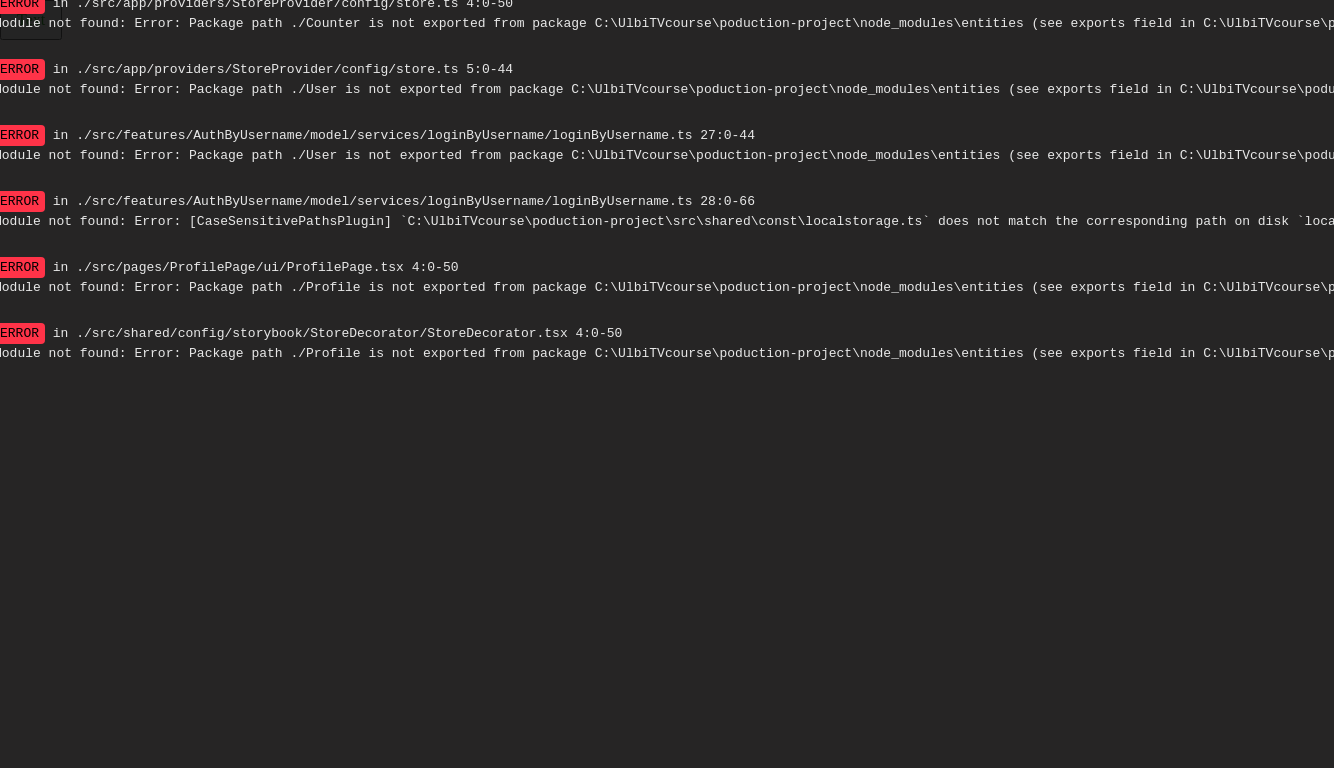 ERROR in ./src/app/providers/StoreProvider/config/store.ts 4:0-50
Module not found: Error: Package path ./Counter is not exported from package C:\UlbiTVcourse\poduction-project\node_modules\entities (see exports field in C:\UlbiTVcourse\p
ERROR in ./src/app/providers/StoreProvider/config/store.ts 5:0-44
Module not found: Error: Package path ./User is not exported from package C:\UlbiTVcourse\poduction-project\node_modules\entities (see exports field in C:\UlbiTVcourse\podu
ERROR in ./src/features/AuthByUsername/model/services/loginByUsername/loginByUsername.ts 27:0-44
Module not found: Error: Package path ./User is not exported from package C:\UlbiTVcourse\poduction-project\node_modules\entities (see exports field in C:\UlbiTVcourse\podu
ERROR in ./src/features/AuthByUsername/model/services/loginByUsername/loginByUsername.ts 28:0-66
Module not found: Error: [CaseSensitivePathsPlugin] `C:\UlbiTVcourse\poduction-project\src\shared\const\localstorage.ts` does not match the corresponding path on disk `loca
ERROR in ./src/pages/ProfilePage/ui/ProfilePage.tsx 4:0-50
Module not found: Error: Package path ./Profile is not exported from package C:\UlbiTVcourse\poduction-project\node_modules\entities (see exports field in C:\UlbiTVcourse\p
ERROR in ./src/shared/config/storybook/StoreDecorator/StoreDecorator.tsx 4:0-50
Module not found: Error: Package path ./Profile is not exported from package C:\UlbiTVcourse\poduction-project\node_modules\entities (see exports field in C:\UlbiTVcourse\p